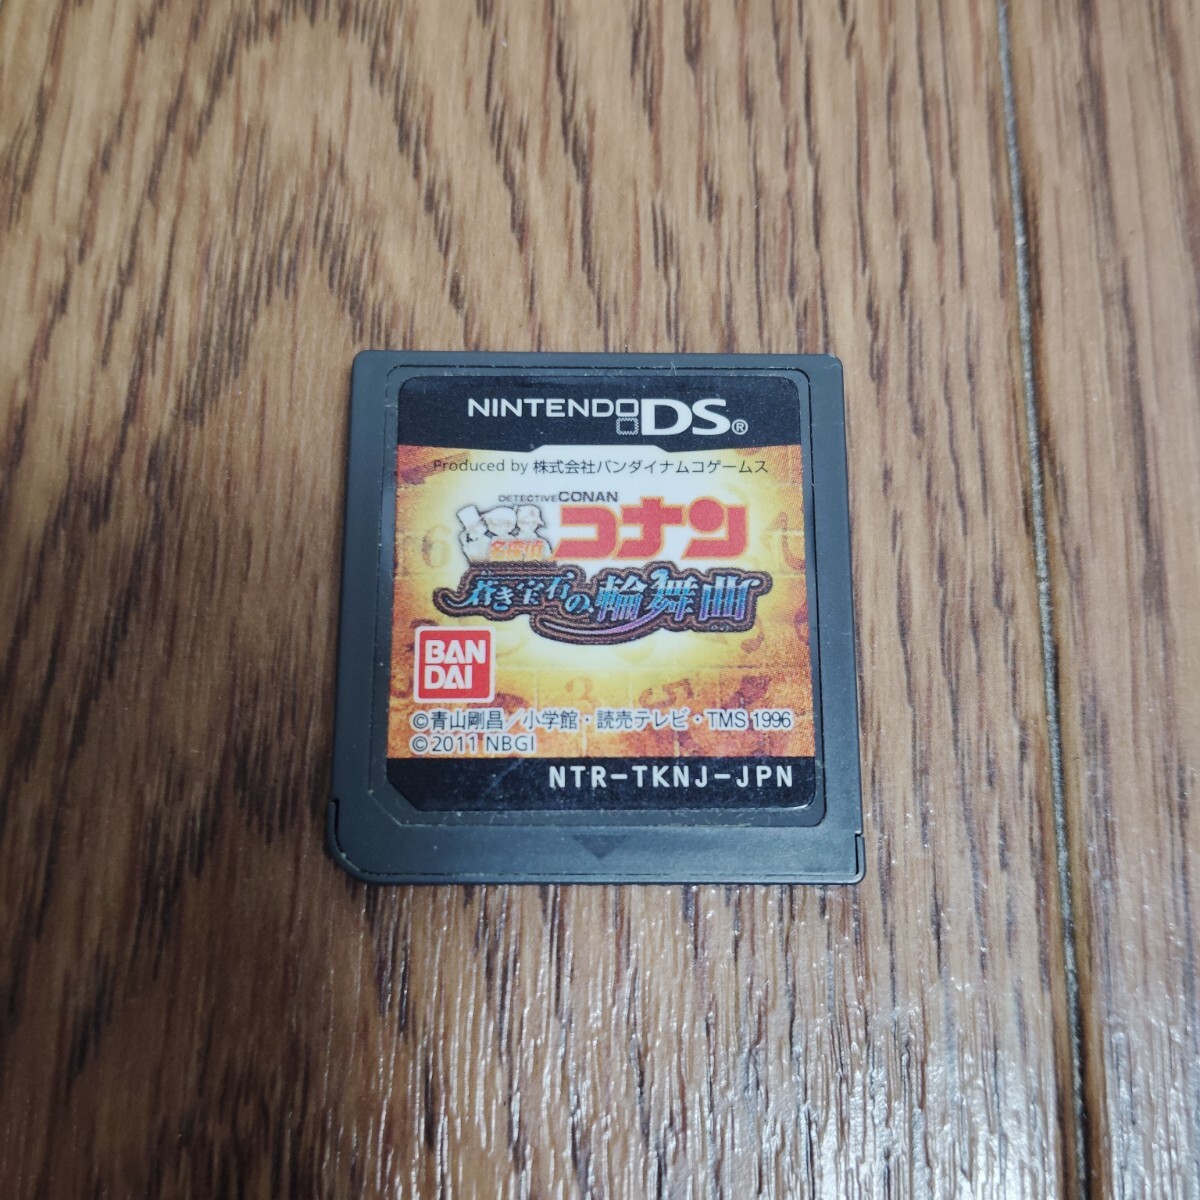 NINTENDO DS®
Produced by 株式会社バンダイナムコゲームス
DETECTIVE CONAN
名探偵 コナン
蒼き宝石の輪舞曲
BAN
DAI
©青山剛昌／小学館・読売テレビ・TMS 1996
©2011 NBGI
NTR-TKNJ-JPN